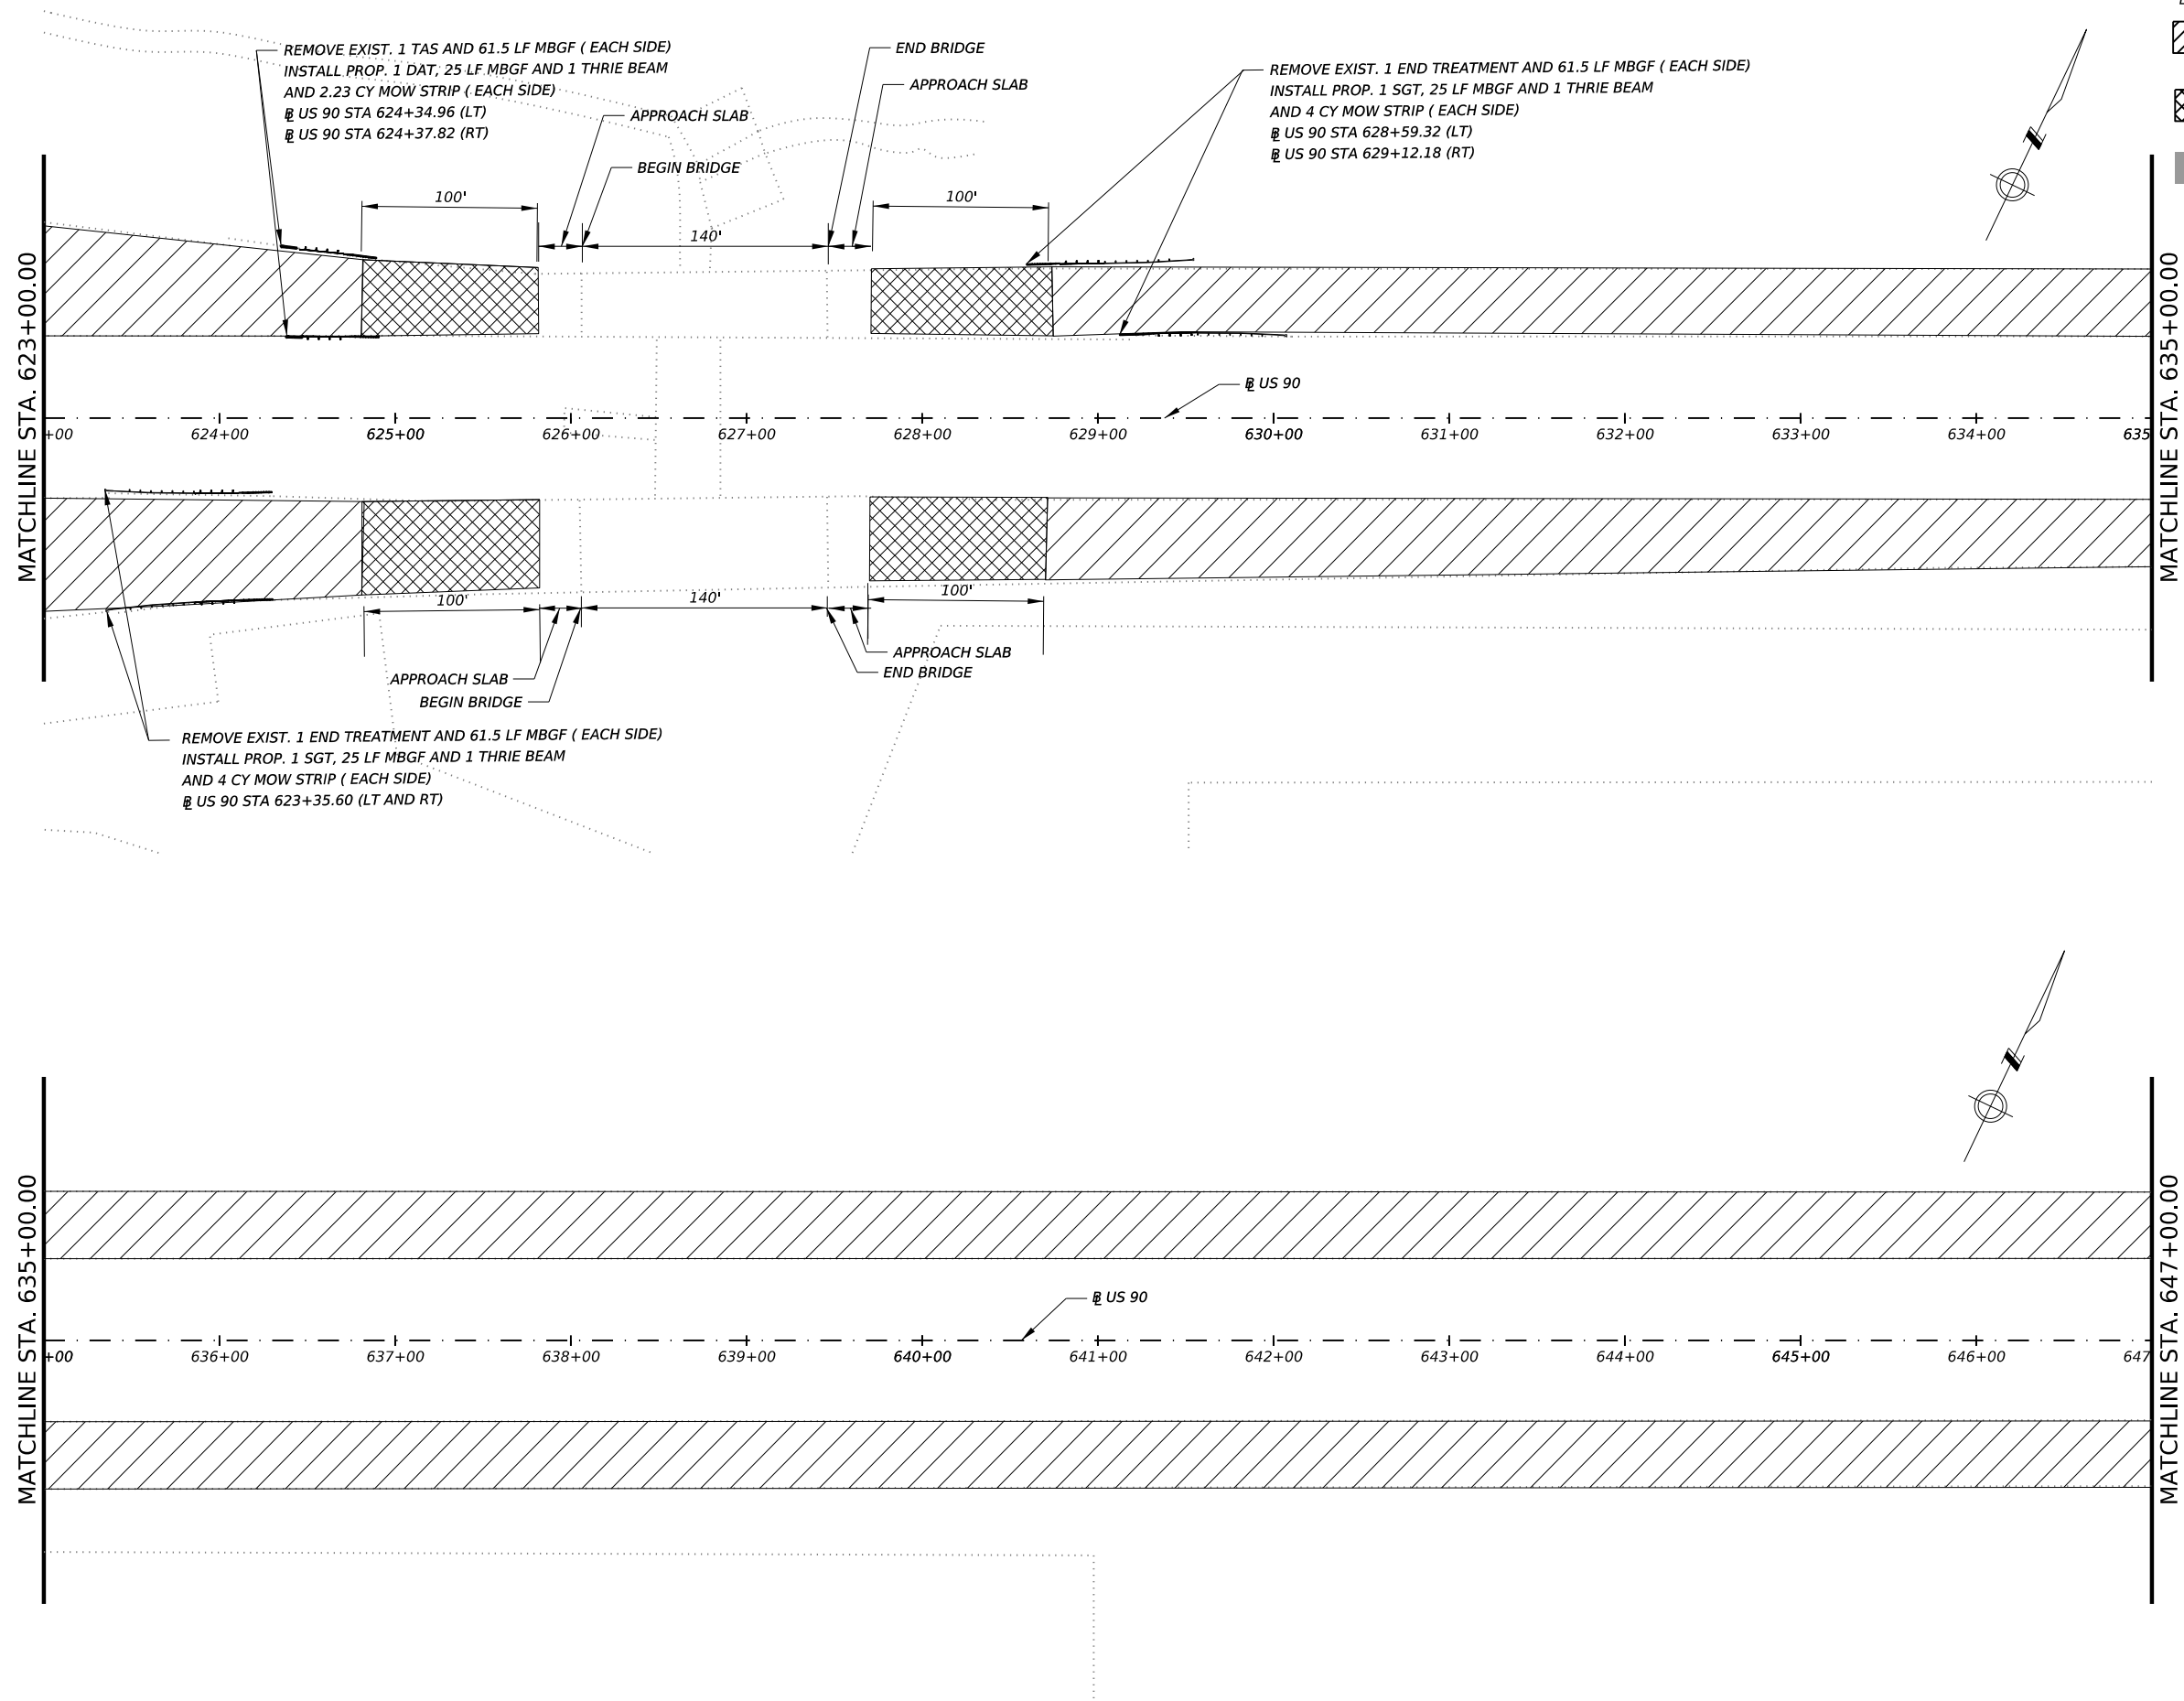 REMOVE EXIST. 1 TAS AND 61.5 LF MBGF ( EACH SIDE)
INSTALL PROP. 1 DAT, 25 LF MBGF AND 1 THRIE BEAM
AND 2.23 CY MOW STRIP ( EACH SIDE)
℄ US 90 STA 624+34.96 (LT)
℄ US 90 STA 624+37.82 (RT)
APPROACH SLAB
BEGIN BRIDGE
END BRIDGE
APPROACH SLAB
REMOVE EXIST. 1 END TREATMENT AND 61.5 LF MBGF ( EACH SIDE)
INSTALL PROP. 1 SGT, 25 LF MBGF AND 1 THRIE BEAM
AND 4 CY MOW STRIP ( EACH SIDE)
℄ US 90 STA 628+59.32 (LT)
℄ US 90 STA 629+12.18 (RT)
100'
140'
100'
MATCHLINE STA. 623+00.00
MATCHLINE STA. 635+00.00
℄ US 90
+00 624+00 625+00 626+00 627+00 628+00 629+00 630+00 631+00 632+00 633+00 634+00 635
100'
140'
100'
APPROACH SLAB
BEGIN BRIDGE
APPROACH SLAB
END BRIDGE
REMOVE EXIST. 1 END TREATMENT AND 61.5 LF MBGF ( EACH SIDE)
INSTALL PROP. 1 SGT, 25 LF MBGF AND 1 THRIE BEAM
AND 4 CY MOW STRIP ( EACH SIDE)
℄ US 90 STA 623+35.60 (LT AND RT)
MATCHLINE STA. 635+00.00
MATCHLINE STA. 647+00.00
℄ US 90
+00 636+00 637+00 638+00 639+00 640+00 641+00 642+00 643+00 644+00 645+00 646+00 647